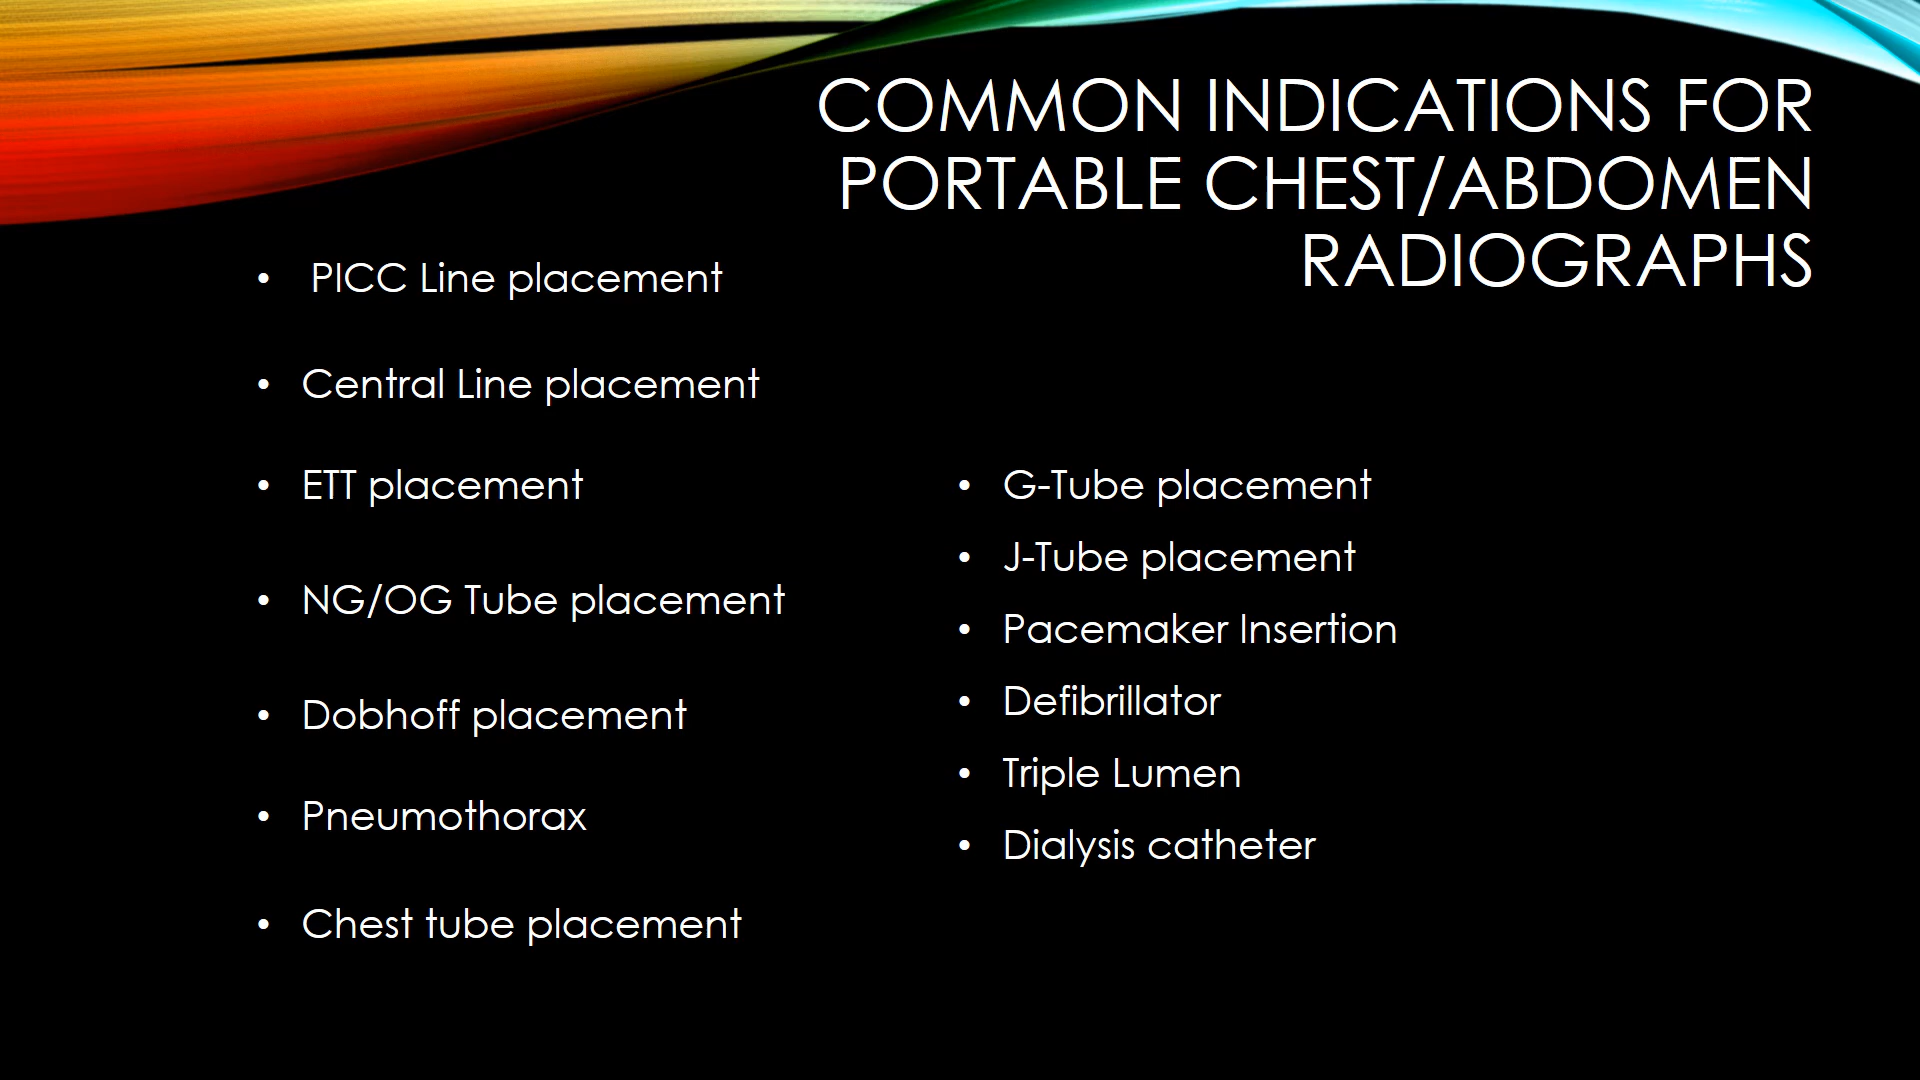 COMMON INDICATIONS FOR
PORTABLE CHEST/ABDOMEN
RADIOGRAPHS
• PICC Line placement
• Central Line placement
• ETT placement
• NG/OG Tube placement
• Dobhoff placement
• Pneumothorax
• Chest tube placement
• G-Tube placement
• J-Tube placement
• Pacemaker Insertion
• Defibrillator
• Triple Lumen
• Dialysis catheter